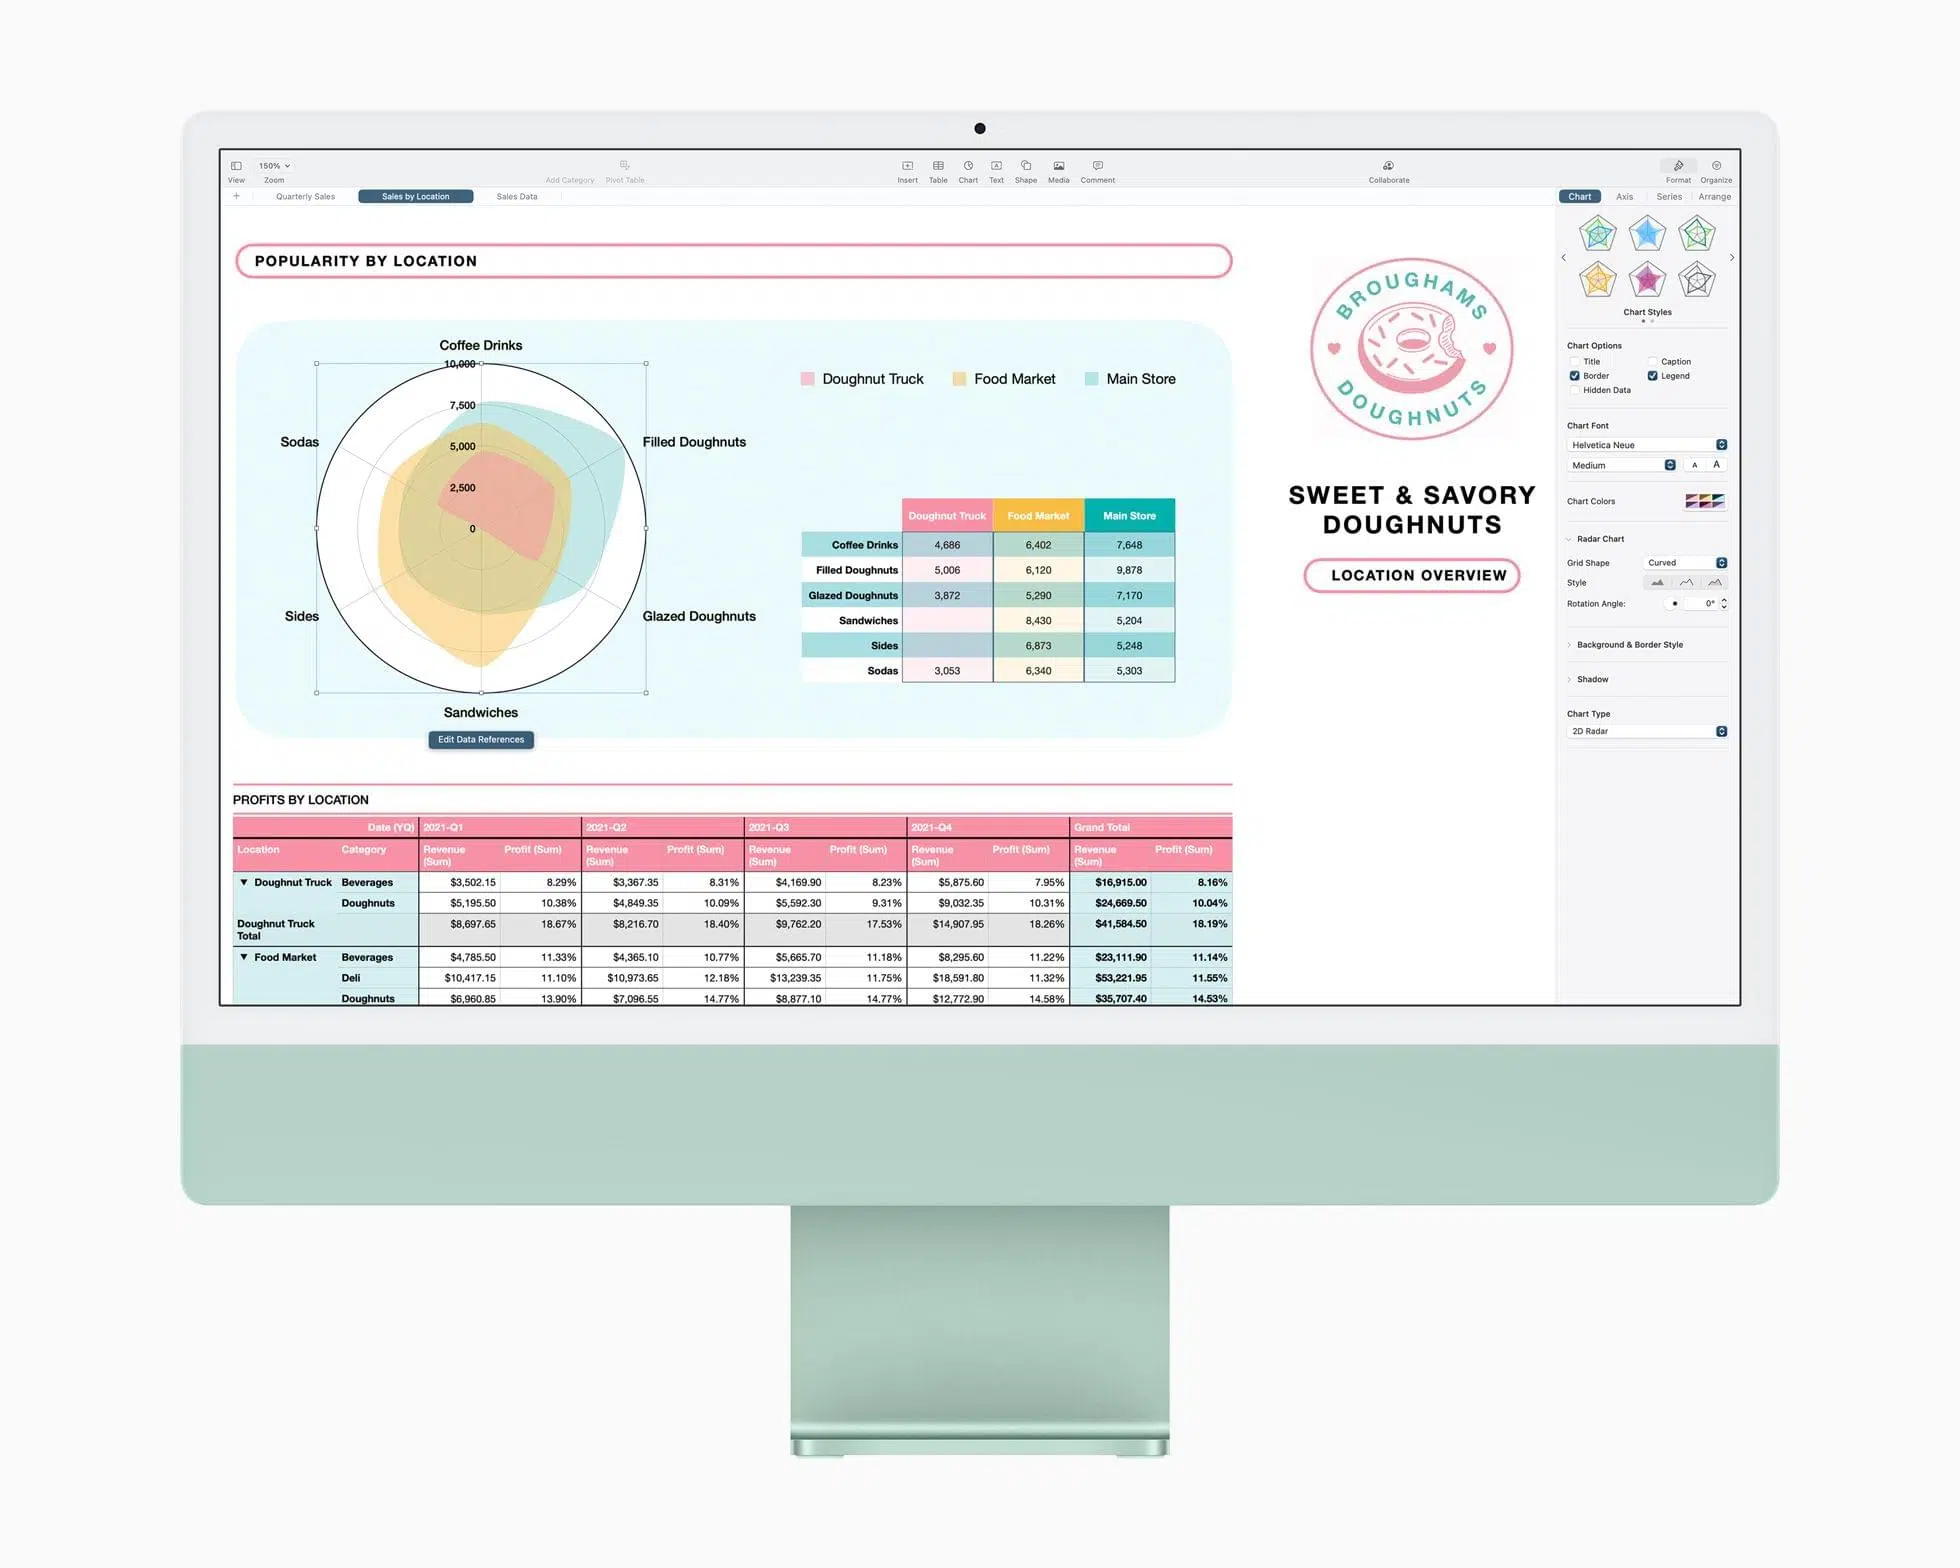 150%
View
Zoom
Add Category
Pivot Table
Insert
Table
Chart
Text
Shape
Media
Comment
Collaborate
Format
Organize
Quarterly Sales
Sales by Location
Sales Data
Chart
Axis
Series
Arrange
POPULARITY BY LOCATION
Coffee Drinks
10,000
7,500
5,000
2,500
0
Sodas
Filled Doughnuts
Sides
Glazed Doughnuts
Sandwiches
Edit Data References
Doughnut Truck
Food Market
Main Store
Doughnut Truck Food Market Main Store
Coffee Drinks 4,686 6,402 7,648
Filled Doughnuts 5,006 6,120 9,878
Glazed Doughnuts 3,872 5,290 7,170
Sandwiches 8,430 5,204
Sides 6,873 5,248
Sodas 3,053 6,340 5,303
BROUGHAMS
DOUGHNUTS
SWEET & SAVORY
DOUGHNUTS
LOCATION OVERVIEW
PROFITS BY LOCATION
Date (YQ) 2021-Q1 2021-Q2 2021-Q3 2021-Q4 Grand Total
Location Category Revenue (Sum) Profit (Sum) Revenue (Sum) Profit (Sum) Revenue (Sum) Profit (Sum) Revenue (Sum) Profit (Sum) Revenue (Sum) Profit (Sum)
Doughnut Truck Beverages $3,502.15 8.29% $3,367.35 8.31% $4,169.90 8.23% $5,875.60 7.95% $16,915.00 8.16%
Doughnuts $5,195.50 10.38% $4,849.35 10.09% $5,592.30 9.31% $9,032.35 10.31% $24,669.50 10.04%
Doughnut Truck Total $8,697.65 18.67% $8,216.70 18.40% $9,762.20 17.53% $14,907.95 18.26% $41,584.50 18.19%
Food Market Beverages $4,785.50 11.33% $4,365.10 10.77% $5,665.70 11.18% $8,295.60 11.22% $23,111.90 11.14%
Deli $10,417.15 11.10% $10,973.65 12.18% $13,239.35 11.75% $18,591.80 11.32% $53,221.95 11.55%
Doughnuts $6,960.85 13.90% $7,096.55 14.77% $8,877.10 14.77% $12,772.90 14.58% $35,707.40 14.53%
Chart Styles
Chart Options
Title
Caption
Border
Legend
Hidden Data
Chart Font
Helvetica Neue
Medium
A A
Chart Colors
Radar Chart
Grid Shape Curved
Style
Rotation Angle: 0°
Background & Border Style
Shadow
Chart Type
2D Radar